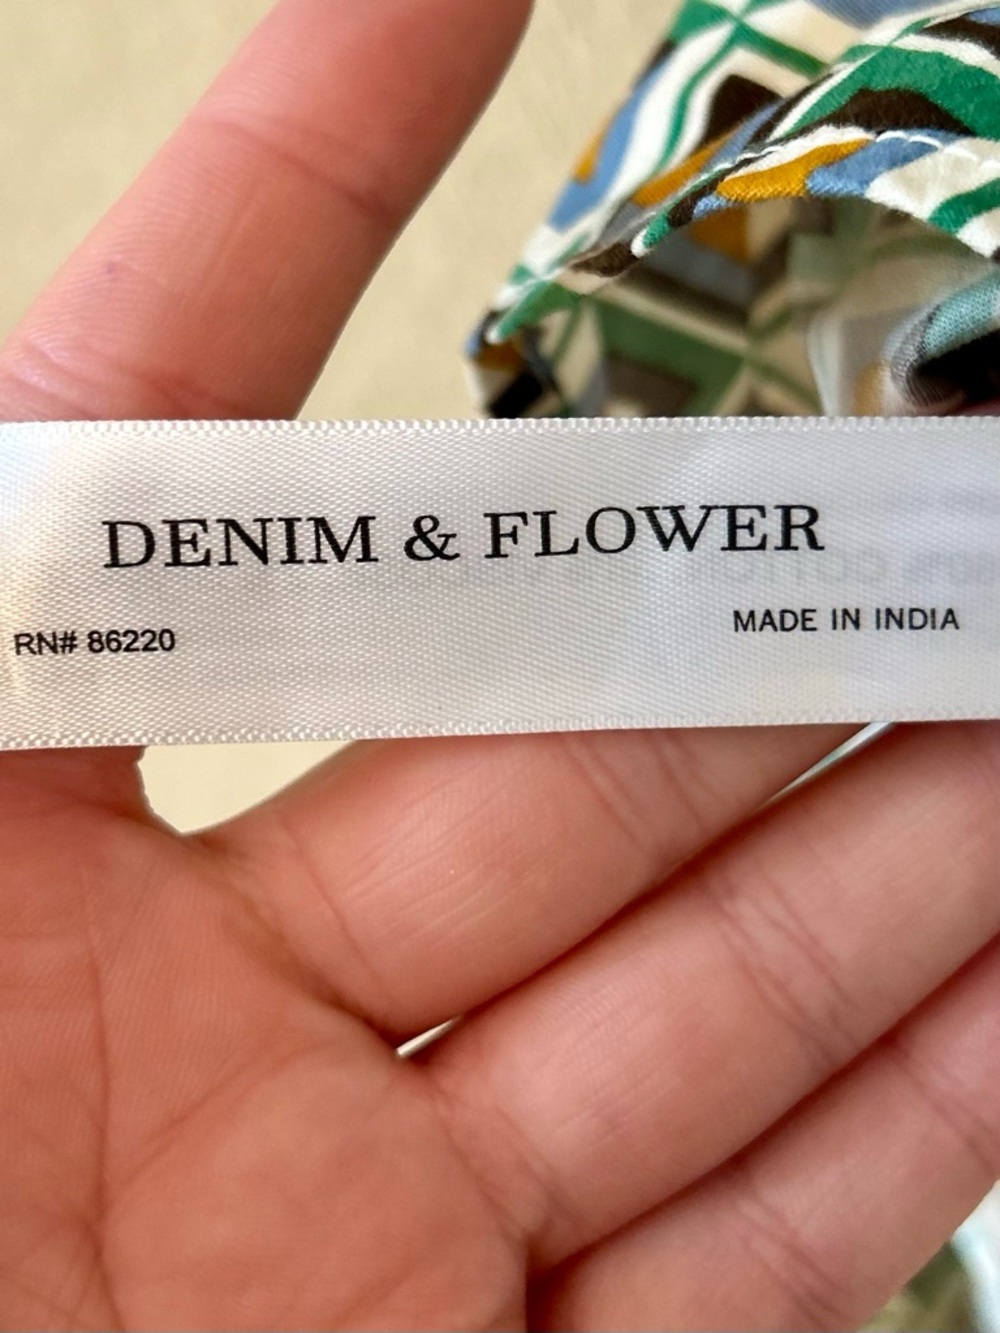 DENIM & FLOWER
RN# 86220
MADE IN INDIA